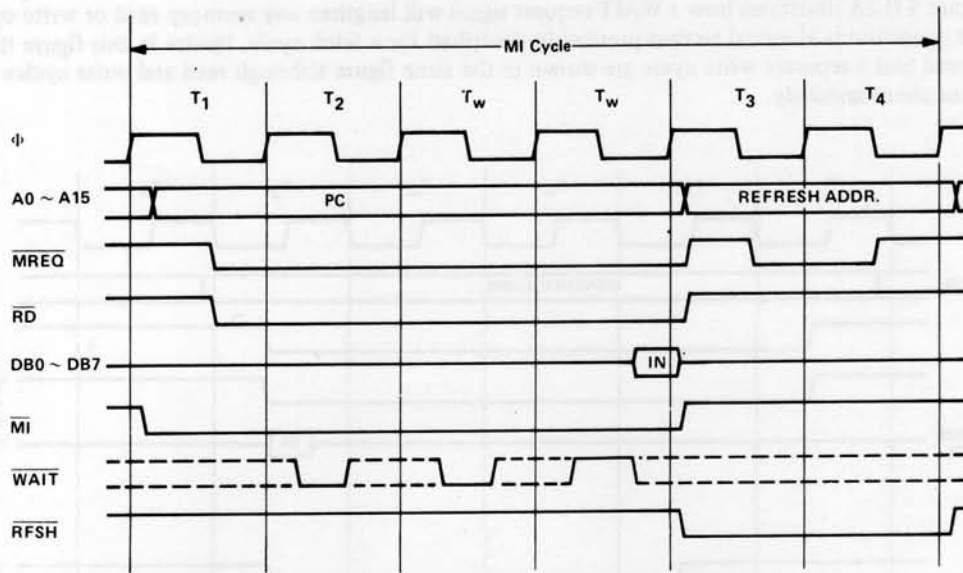 MI Cycle
T1 T2 Tw Tw T3 T4
Φ
A0 ~ A15 PC REFRESH ADDR.
MREQ
RD
DB0 ~ DB7 IN
MI
WAIT
RFSH